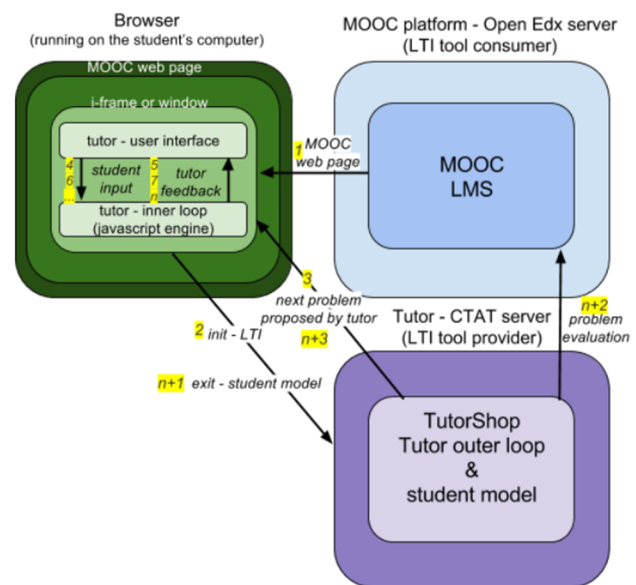 Browser
(running on the student's computer)
MOOC web page
i-frame or window
tutor - user interface
4
6
...
student
input
5
7
n
tutor
feedback
tutor - inner loop
(javascript engine)
MOOC platform - Open Edx server
(LTI tool consumer)
MOOC
LMS
1 MOOC
web page
3
next problem
proposed by tutor
n+3
2 init - LTI
n+1 exit - student model
n+2
problem
evaluation
Tutor - CTAT server
(LTI tool provider)
TutorShop
Tutor outer loop
&
student model